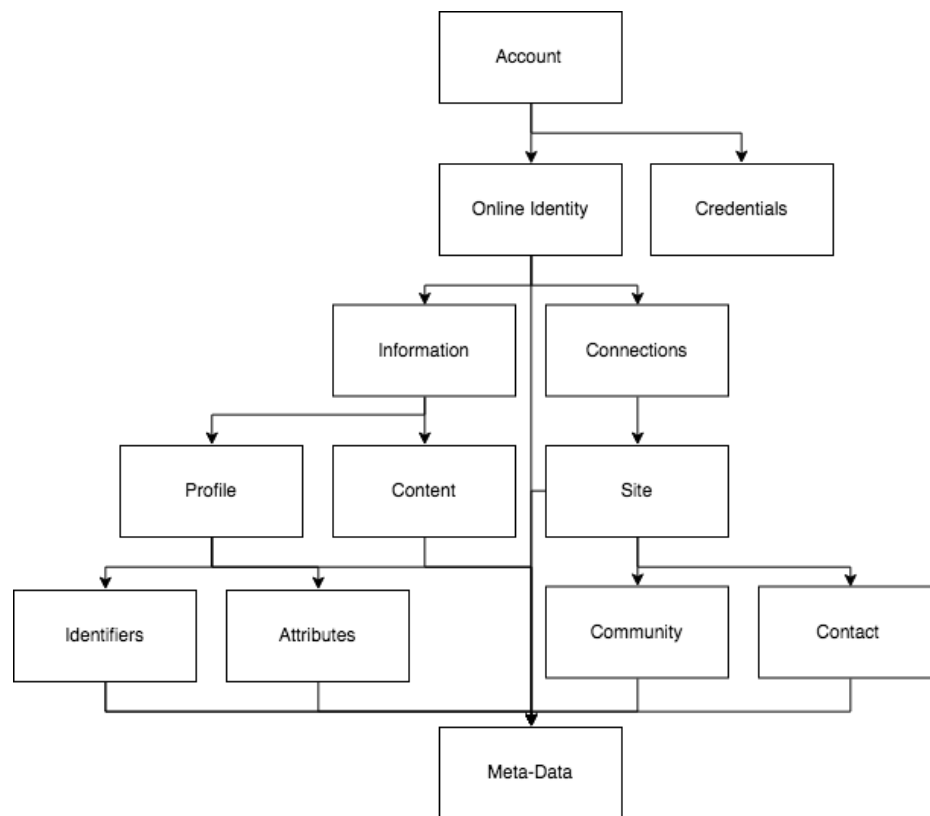 Account
Online Identity
Credentials
Information
Connections
Profile
Content
Site
Identifiers
Attributes
Community
Contact
Meta-Data